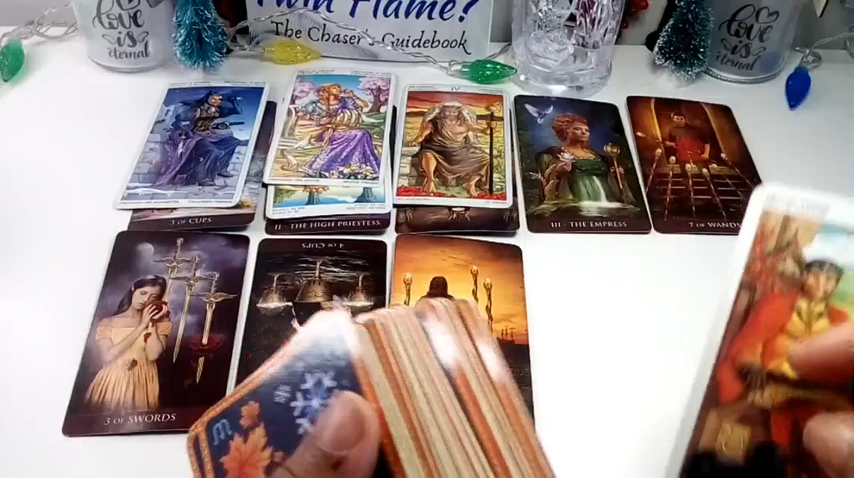 Love
is
eternal
Twin Flame?
The Chaser's Guidebook
Love
is
eternal
IV
3 OF CUPS
II - THE HIGH PRIESTESS
III - THE EMPRESS
7 OF WANDS
4 OF CUPS
3 OF SWORDS